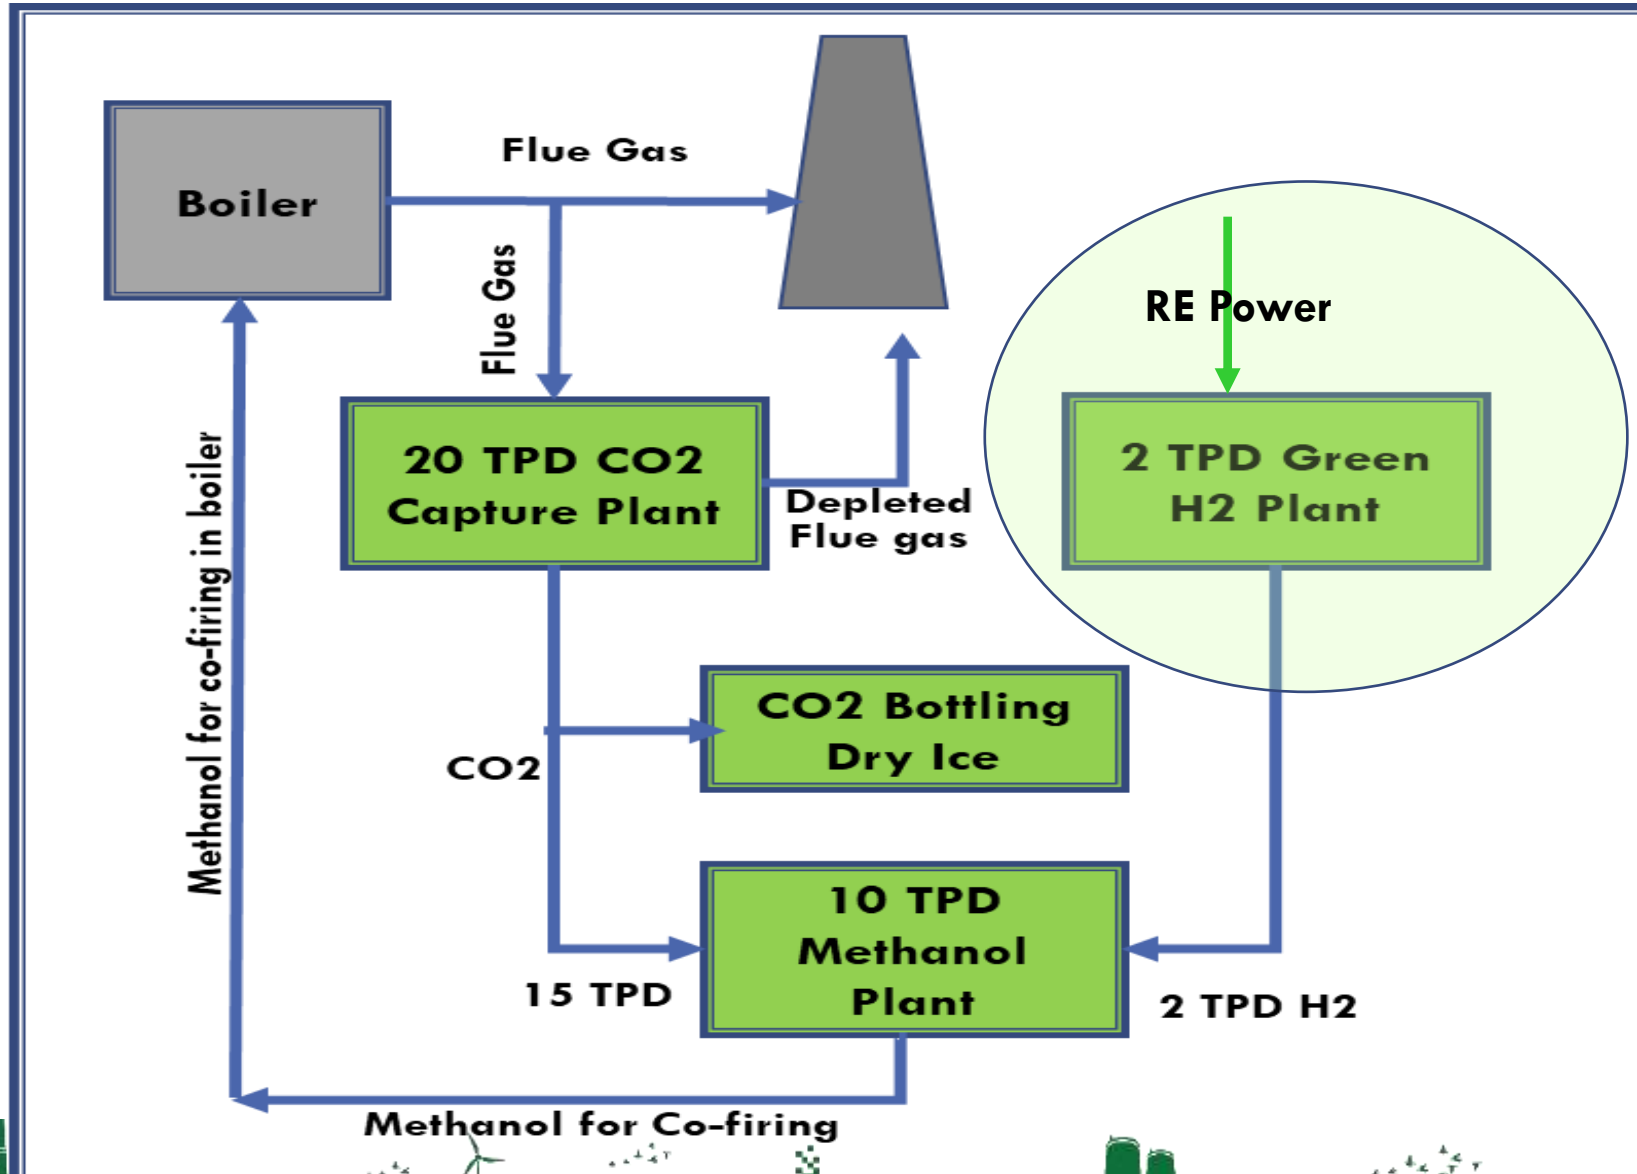 Flue Gas
Boiler
Flue Gas
RE Power
20 TPD CO2
Capture Plant
2 TPD Green
H2 Plant
Depleted
Flue gas
Methanol for co-firing in boiler
CO2 Bottling
Dry Ice
CO2
10 TPD
Methanol
Plant
15 TPD
2 TPD H2
Methanol for Co-firing